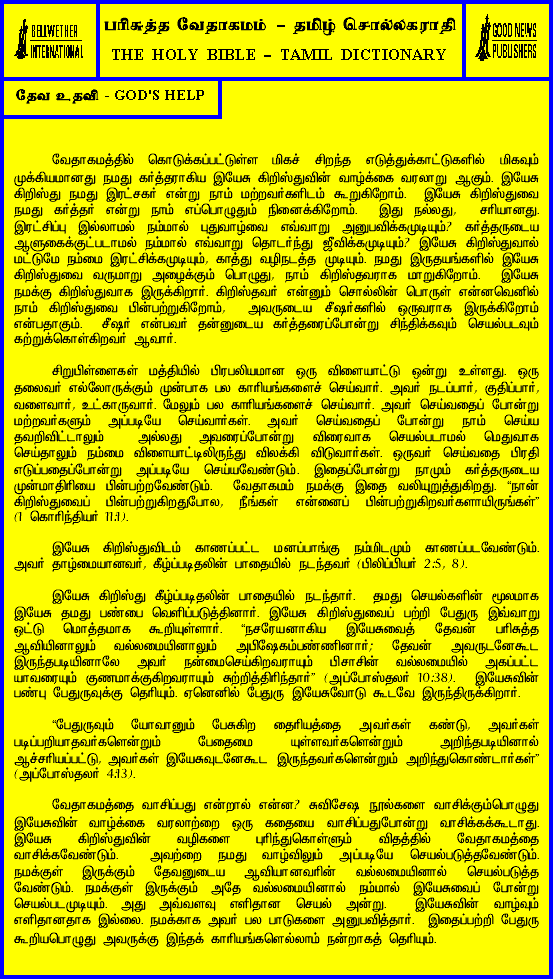 BELLWETHER
INTERNATIONAL
பரிசுத்த வேதாகமம் – தமிழ் சொல்லகராதி
THE HOLY BIBLE – TAMIL DICTIONARY
GOOD NEWS
PUBLISHERS
தேவ உதவி - GOD'S HELP
வேதாகமத்தில் கொடுக்கப்பட்டுள்ள மிகச் சிறந்த எடுத்துக்காட்டுகளில் மிகவும்
முக்கியமானது நமது கர்த்தராகிய இயேசு கிறிஸ்துவின் வாழ்க்கை வரலாறு ஆகும். இயேசு
கிறிஸ்து நமது இரட்சகர் என்று நாம் மற்றவர்களிடம் கூறுகிறோம். இயேசு கிறிஸ்துவை
நமது கர்த்தர் என்று நாம் எப்பொழுதும் நினைக்கிறோம். இது நல்லது, சரியானது.
இரட்சிப்பு இல்லாமல் நம்மால் புதுவாழ்வை எவ்வாறு அனுபவிக்கமுடியும்? கர்த்தருடைய
ஆளுகைக்குட்படாமல் நம்மால் எவ்வாறு தொடர்ந்து ஜீவிக்கமுடியும்? இயேசு கிறிஸ்துவால்
மட்டுமே நம்மை இரட்சிக்கமுடியும், காத்து வழிநடத்த முடியும். நமது இருதயங்களில் இயேசு
கிறிஸ்துவை வருமாறு அழைக்கும் பொழுது, நாம் கிறிஸ்தவராக மாறுகிறோம். இயேசு
நமக்கு கிறிஸ்துவாக இருக்கிறார். கிறிஸ்தவர் என்னும் சொல்லின் பொருள் என்னவெனில்
நாம் கிறிஸ்துவை பின்பற்றுகிறோம், அவருடைய சீஷர்களில் ஒருவராக இருக்கிறோம்
என்பதாகும். சீஷர் என்பவர் தன்னுடைய கர்த்தரைப்போன்று சிந்திக்கவும் செயல்படவும்
கற்றுக்கொள்கிறவர் ஆவார்.
சிறுபிள்ளைகள் மத்தியில் பிரபலியமான ஒரு விளையாட்டு ஒன்று உள்ளது. ஒரு
தலைவர் எல்லோருக்கும் முன்பாக பல காரியங்களைச் செய்வார். அவர் நடப்பார், குதிப்பார்,
வளைவார், உட்காருவார். மேலும் பல காரியங்களைச் செய்வார். அவர் செய்வதைப் போன்று
மற்றவர்களும் அப்படியே செய்வார்கள். அவர் செய்வதைப் போன்று நாம் செய்ய
தவறிவிட்டாலும் அல்லது அவரைப்போன்று விரைவாக செயல்படாமல் மெதுவாக
செய்தாலும் நம்மை விளையாட்டிலிருந்து விலக்கி விடுவார்கள். ஒருவர் செய்வதை பிரதி
எடுப்பதைப்போன்று அப்படியே செய்யவேண்டும். இதைப்போன்று நாமும் கர்த்தருடைய
முன்மாதிரியை பின்பற்றவேண்டும். வேதாகமம் நமக்கு இதை வலியுறுத்துகிறது. “நான்
கிறிஸ்துவைப் பின்பற்றுகிறதுபோல, நீங்கள் என்னைப் பின்பற்றுகிறவர்களாயிருங்கள்”
(1 கொரிந்தியர் 11:1).
இயேசு கிறிஸ்துவிடம் காணப்பட்ட மனப்பாங்கு நம்மிடமும் காணப்படவேண்டும்.
அவர் தாழ்மையானவர், கீழ்ப்படிதலின் பாதையில் நடந்தவர் (பிலிப்பியர் 2:5, 8).
இயேசு கிறிஸ்து கீழ்ப்படிதலின் பாதையில் நடந்தார். தமது செயல்களின் மூலமாக
இயேசு தமது பண்பை வெளிப்படுத்தினார். இயேசு கிறிஸ்துவைப் பற்றி பேதுரு இவ்வாறு
ஒட்டு மொத்தமாக கூறியுள்ளார். “நசரேயனாகிய இயேசுவைத் தேவன் பரிசுத்த
ஆவியினாலும் வல்லமையினாலும் அபிஷேகம்பண்ணினார்; தேவன் அவருடனேகூட
இருந்தபடியினாலே அவர் நன்மைசெய்கிறவராயும் பிசாசின் வல்லமையில் அகப்பட்ட
யாவரையும் குணமாக்குகிறவராயும் சுற்றித்திரிந்தார்” (அப்போஸ்தலர் 10:38). இயேசுவின்
பண்பு பேதுருவுக்கு தெரியும். ஏனெனில் பேதுரு இயேசுவோடு கூடவே இருந்திருக்கிறார்.
“பேதுருவும் யோவானும் பேசுகிற தைரியத்தை அவர்கள் கண்டு, அவர்கள்
படிப்பறியாதவர்களென்றும் பேதைமை யுள்ளவர்களென்றும் அறிந்தபடியினால்
ஆச்சரியப்பட்டு, அவர்கள் இயேசுவுடனேகூட இருந்தவர்களென்றும் அறிந்துகொண்டார்கள்”
(அப்போஸ்தலர் 4:13).
வேதாகமத்தை வாசிப்பது என்றால் என்ன? சுவிசேஷ நூல்களை வாசிக்கும்பொழுது
இயேசுவின் வாழ்க்கை வரலாற்றை ஒரு கதையை வாசிப்பதுபோன்று வாசிக்கக்கூடாது.
இயேசு கிறிஸ்துவின் வழிகளை புரிந்துகொள்ளும் விதத்தில் வேதாகமத்தை
வாசிக்கவேண்டும். அவற்றை நமது வாழ்விலும் அப்படியே செயல்படுத்தவேண்டும்.
நமக்குள் இருக்கும் தேவனுடைய ஆவியானவரின் வல்லமையினால் செயல்படுத்த
வேண்டும். நமக்குள் இருக்கும் அதே வல்லமையினால் நம்மால் இயேசுவைப் போன்று
செயல்படமுடியும். அது அவ்வளவு எளிதான செயல் அன்று. இயேசுவின் வாழ்வும்
எளிதானதாக இல்லை. நமக்காக அவர் பல பாடுகளை அனுபவித்தார். இதைப்பற்றி பேதுரு
கூறியபொழுது அவருக்கு இந்தக் காரியங்களெல்லாம் நன்றாகத் தெரியும்.